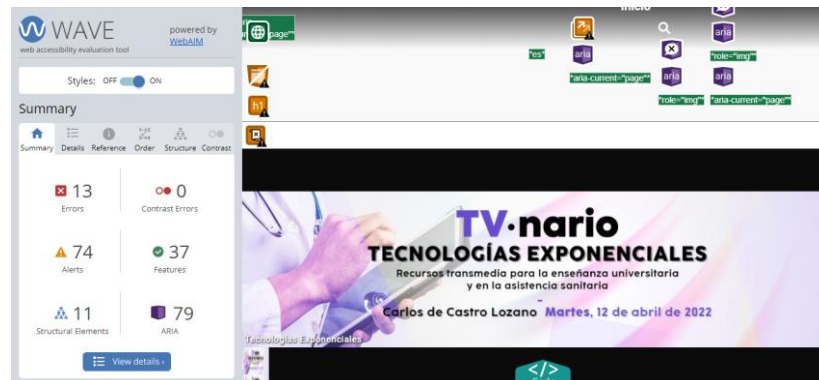 WAVE
web accessibility evaluation tool
powered by
WebAIM
Styles: OFF ON
Summary
Summary Details Reference Order Structure Contrast
13
Errors
0
Contrast Errors
74
Alerts
37
Features
11
Structural Elements
79
ARIA
View details ›
page"*
"es"
h1
aria
*aria-current="page"*
aria
*role="img"*
aria
*role="img"*
aria
*aria-current="page"*
TV·nario
TECNOLOGÍAS EXPONENCIALES
Recursos transmedia para la enseñanza universitaria
y en la asistencia sanitaria
Carlos de Castro Lozano Martes, 12 de abril de 2022
Tecnologías Exponenciales
</>